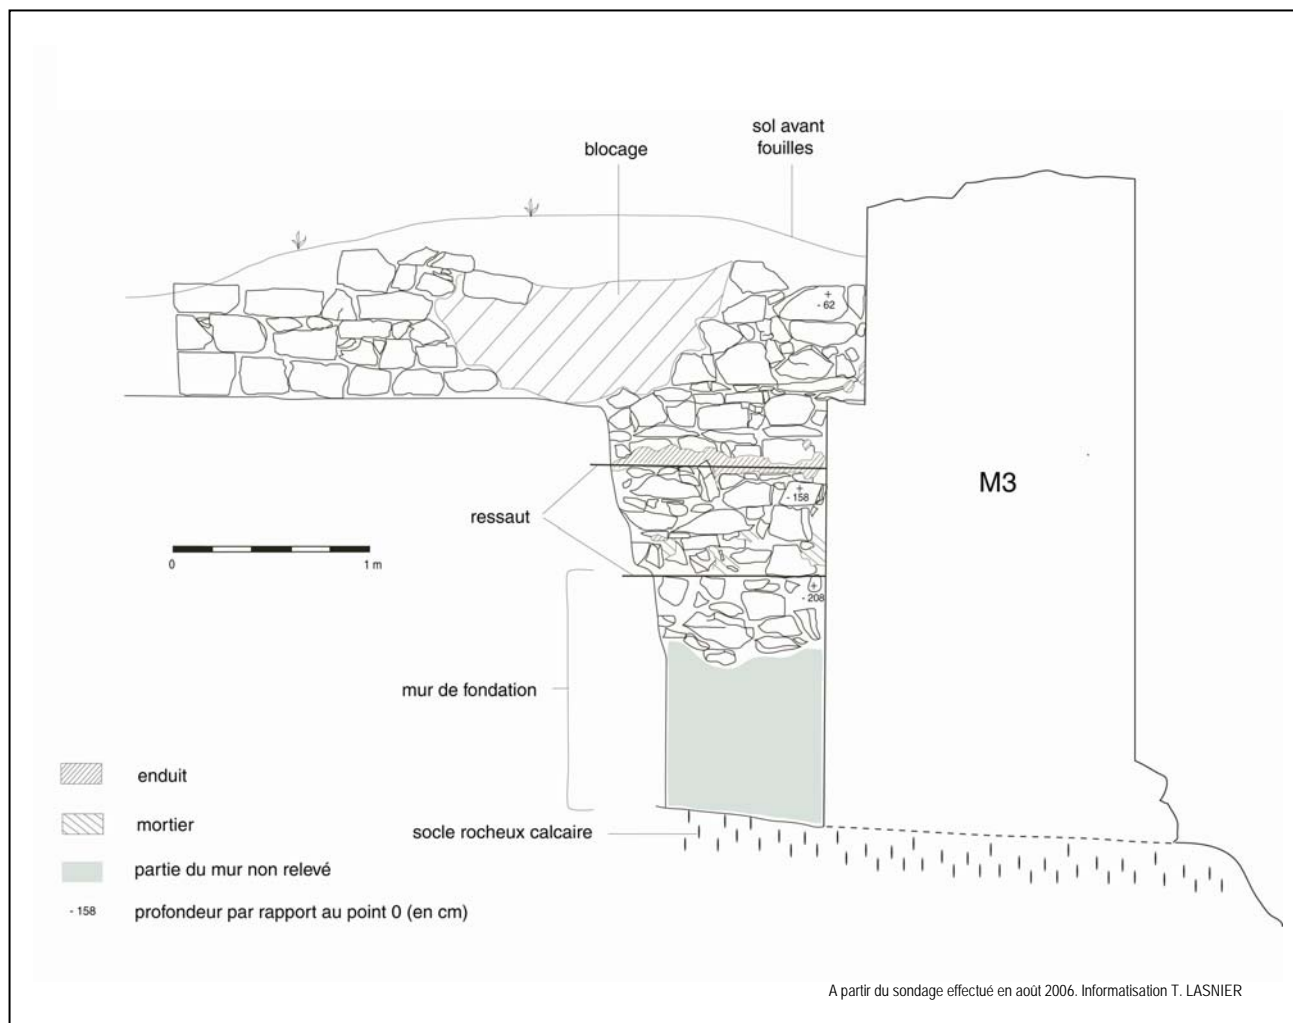 sol avant
fouilles
blocage
+
- 62
M3
+
- 158
ressaut
0
1 m
+
- 208
mur de fondation
enduit
mortier
socle rocheux calcaire
partie du mur non relevé
- 158
profondeur par rapport au point 0 (en cm)
A partir du sondage effectué en août 2006. Informatisation T. LASNIER